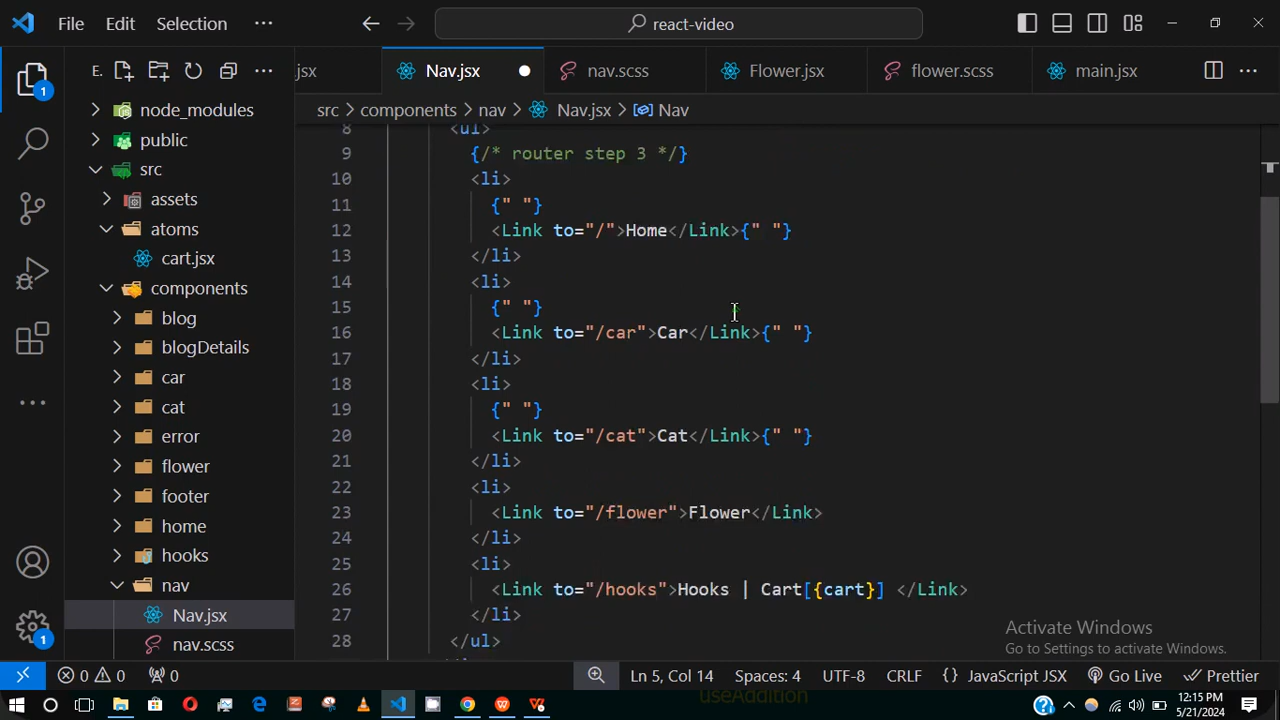 File Edit Selection ··· react-video
E. .jsx Nav.jsx nav.scss Flower.jsx flower.scss main.jsx
src > components > nav > Nav.jsx > Nav
node_modules
public
src
assets
atoms
cart.jsx
components
blog
blogDetails
car
cat
error
flower
footer
home
hooks
nav
Nav.jsx
nav.scss
1
1
8 <ul>
9 {/* router step 3 */}
10 <li>
11 {" "}
12 <Link to="/">Home</Link>{" "}
13 </li>
14 <li>
15 {" "}
16 <Link to="/car">Car</Link>{" "}
17 </li>
18 <li>
19 {" "}
20 <Link to="/cat">Cat</Link>{" "}
21 </li>
22 <li>
23 <Link to="/flower">Flower</Link>
24 </li>
25 <li>
26 <Link to="/hooks">Hooks | Cart[{cart}] </Link>
27 </li>
28 </ul>
Activate Windows
Go to Settings to activate Windows.
0 0 0 Ln 5, Col 14 Spaces: 4 UTF-8 CRLF {} JavaScript JSX Go Live Prettier
useAddition
12:15 PM
5/21/2024